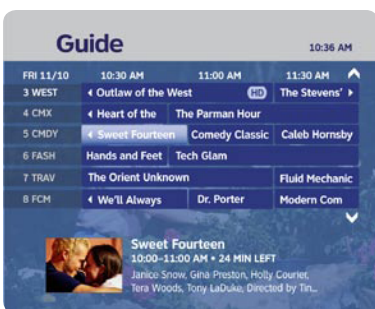 Guide 10:36 AM
FRI 11/10 10:30 AM 11:00 AM 11:30 AM
3 WEST Outlaw of the West HD The Stevens'
4 CMX Heart of the The Parman Hour
5 CMDY Sweet Fourteen Comedy Classic Caleb Hornsby
6 FASH Hands and Feet Tech Glam
7 TRAV The Orient Unknown Fluid Mechanic
8 FCM We'll Always Dr. Porter Modern Com
Sweet Fourteen
10:00–11:00 AM • 24 MIN LEFT
Janice Snow, Gina Preston, Holly Courier,
Tera Woods, Tony LaDuke, Directed by Tin...